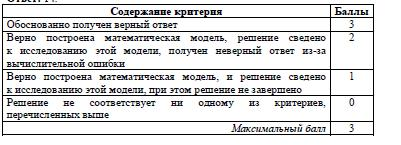 Содержание критерия Баллы
Обоснованно получен верный ответ 3
Верно построена математическая модель, решение сведено 2
к исследованию этой модели, получен неверный ответ из-за
вычислительной ошибки
Верно построена математическая модель, и решение сведено 1
к исследованию этой модели, при этом решение не завершено
Решение не соответствует ни одному из критериев, 0
перечисленных выше
Максимальный балл 3